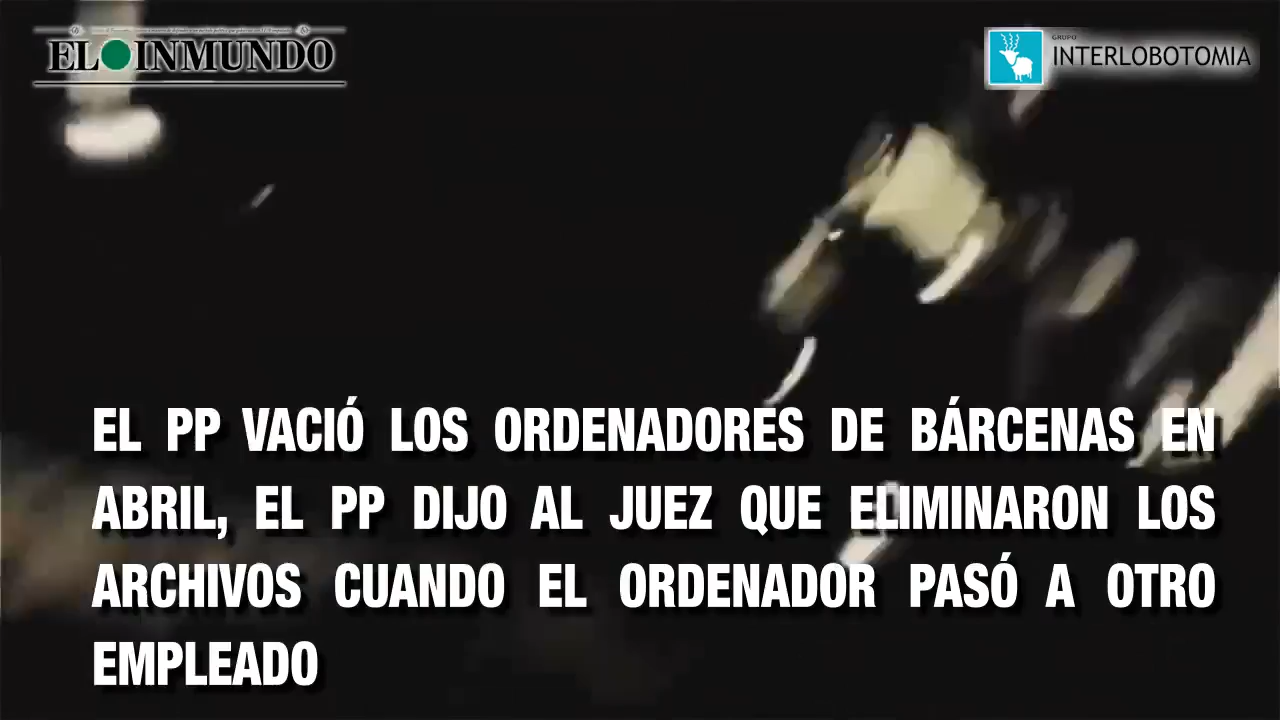 EL INMUNDO
GRUPO
INTERLOBOTOMIA
EL PP VACIÓ LOS ORDENADORES DE BÁRCENAS EN
ABRIL, EL PP DIJO AL JUEZ QUE ELIMINARON LOS
ARCHIVOS CUANDO EL ORDENADOR PASÓ A OTRO
EMPLEADO